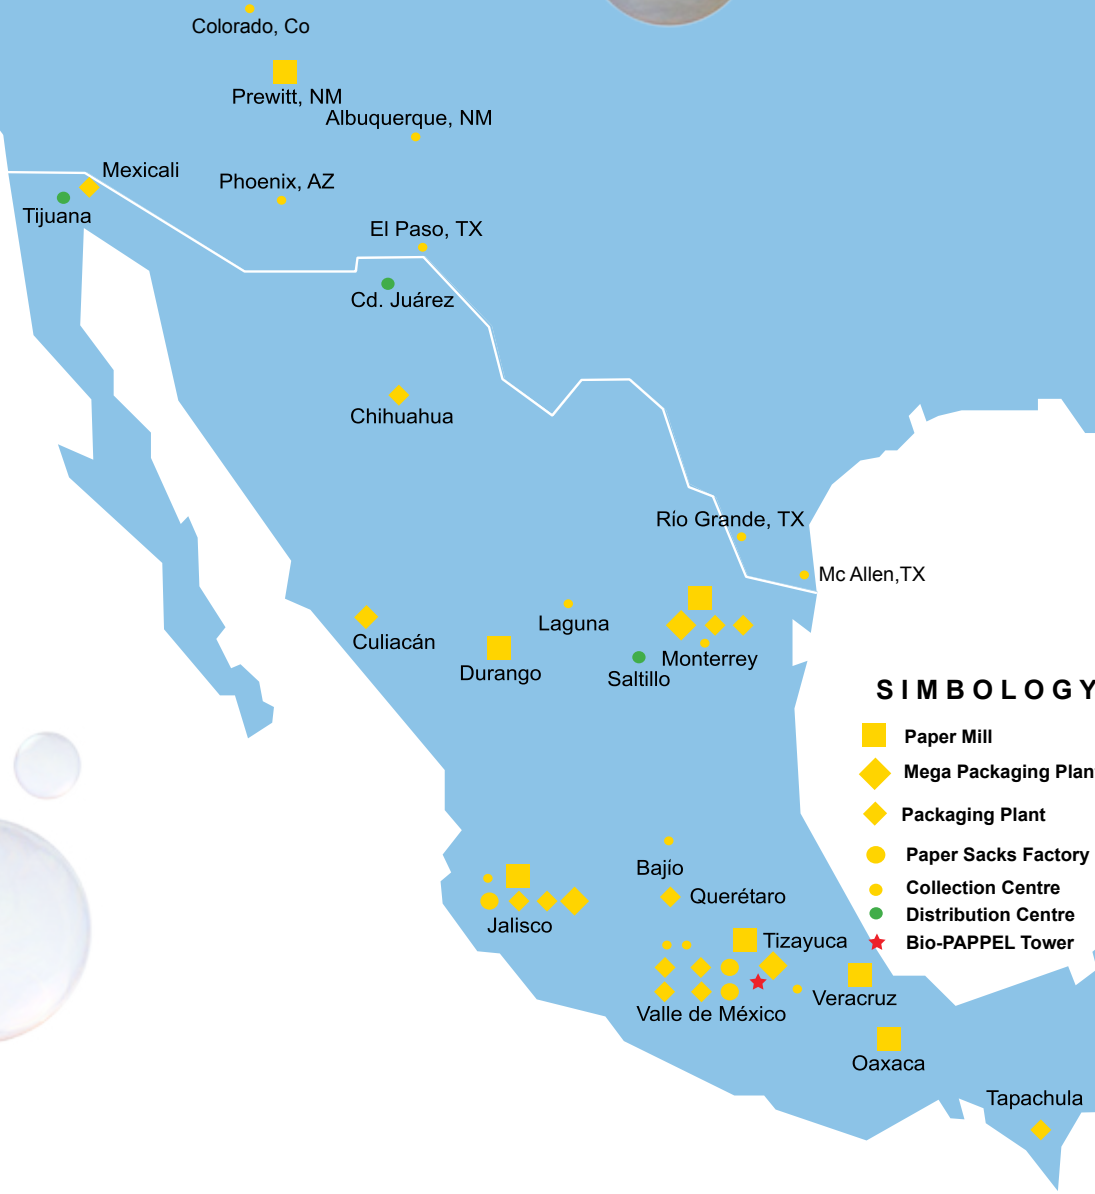 Colorado, Co
Prewitt, NM
Albuquerque, NM
Mexicali
Phoenix, AZ
Tijuana
El Paso, TX
Cd. Juárez
Chihuahua
Río Grande, TX
Mc Allen,TX
Laguna
Culiacán
Monterrey
Durango
Saltillo
SIMBOLOGY
Paper Mill
Mega Packaging Plan
Packaging Plant
Paper Sacks Factory
Collection Centre
Distribution Centre
Bio-PAPPEL Tower
Bajío
Querétaro
Jalisco
Tizayuca
Veracruz
Valle de México
Oaxaca
Tapachula